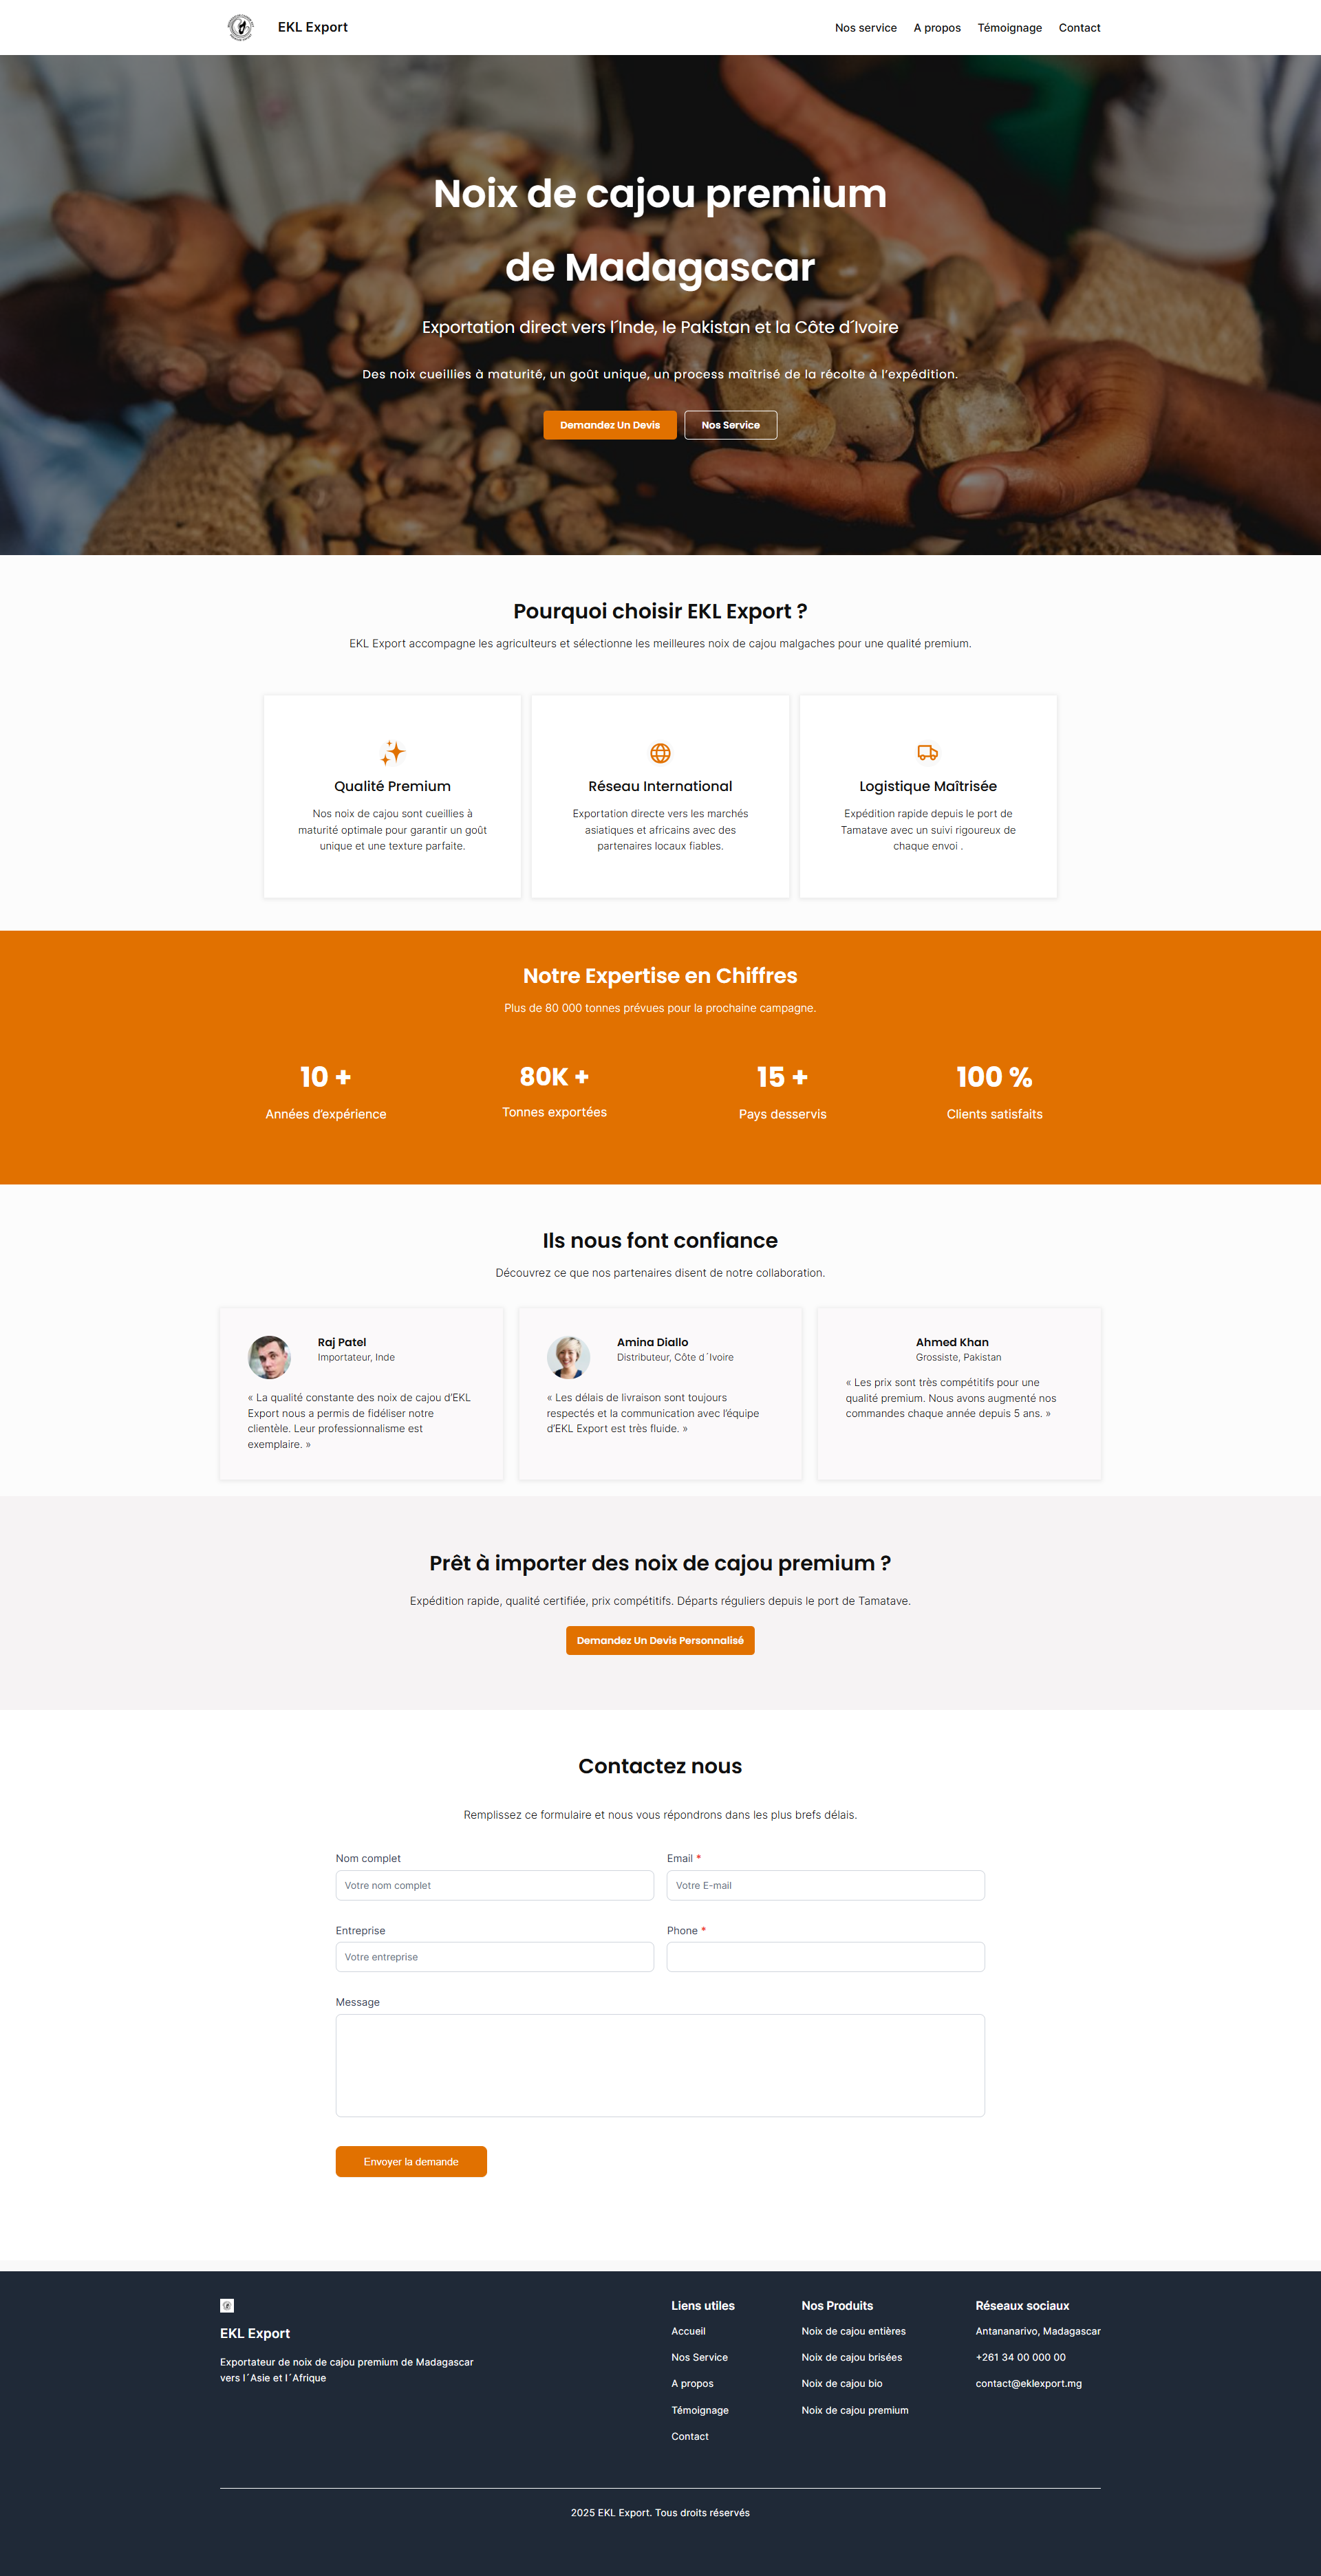 EKL Export
Nos service
A propos
Témoignage
Contact
Noix de cajou premium
de Madagascar
Exportation direct vers l´Inde, le Pakistan et la Côte d´Ivoire
Des noix cueillies à maturité, un goût unique, un process maîtrisé de la récolte à l’expédition.
Demandez Un Devis
Nos Service
Pourquoi choisir EKL Export ?
EKL Export accompagne les agriculteurs et sélectionne les meilleures noix de cajou malgaches pour une qualité premium.
Qualité Premium
Nos noix de cajou sont cueillies à
maturité optimale pour garantir un goût
unique et une texture parfaite.
Réseau International
Exportation directe vers les marchés
asiatiques et africains avec des
partenaires locaux fiables.
Logistique Maîtrisée
Expédition rapide depuis le port de
Tamatave avec un suivi rigoureux de
chaque envoi .
Notre Expertise en Chiffres
Plus de 80 000 tonnes prévues pour la prochaine campagne.
10 +
Années d’expérience
80K +
Tonnes exportées
15 +
Pays desservis
100 %
Clients satisfaits
Ils nous font confiance
Découvrez ce que nos partenaires disent de notre collaboration.
Raj Patel
Importateur, Inde
« La qualité constante des noix de cajou d’EKL
Export nous a permis de fidéliser notre
clientèle. Leur professionnalisme est
exemplaire. »
Amina Diallo
Distributeur, Côte d´Ivoire
« Les délais de livraison sont toujours
respectés et la communication avec l’équipe
d’EKL Export est très fluide. »
Ahmed Khan
Grossiste, Pakistan
« Les prix sont très compétitifs pour une
qualité premium. Nous avons augmenté nos
commandes chaque année depuis 5 ans. »
Prêt à importer des noix de cajou premium ?
Expédition rapide, qualité certifiée, prix compétitifs. Départs réguliers depuis le port de Tamatave.
Demandez Un Devis Personnalisé
Contactez nous
Remplissez ce formulaire et nous vous répondrons dans les plus brefs délais.
Nom complet
Votre nom complet
Email *
Votre E-mail
Entreprise
Votre entreprise
Phone *
Message
Envoyer la demande
EKL Export
Exportateur de noix de cajou premium de Madagascar
vers l´Asie et l´Afrique
Liens utiles
Accueil
Nos Service
A propos
Témoignage
Contact
Nos Produits
Noix de cajou entières
Noix de cajou brisées
Noix de cajou bio
Noix de cajou premium
Réseaux sociaux
Antananarivo, Madagascar
+261 34 00 000 00
contact@eklexport.mg
2025 EKL Export. Tous droits réservés